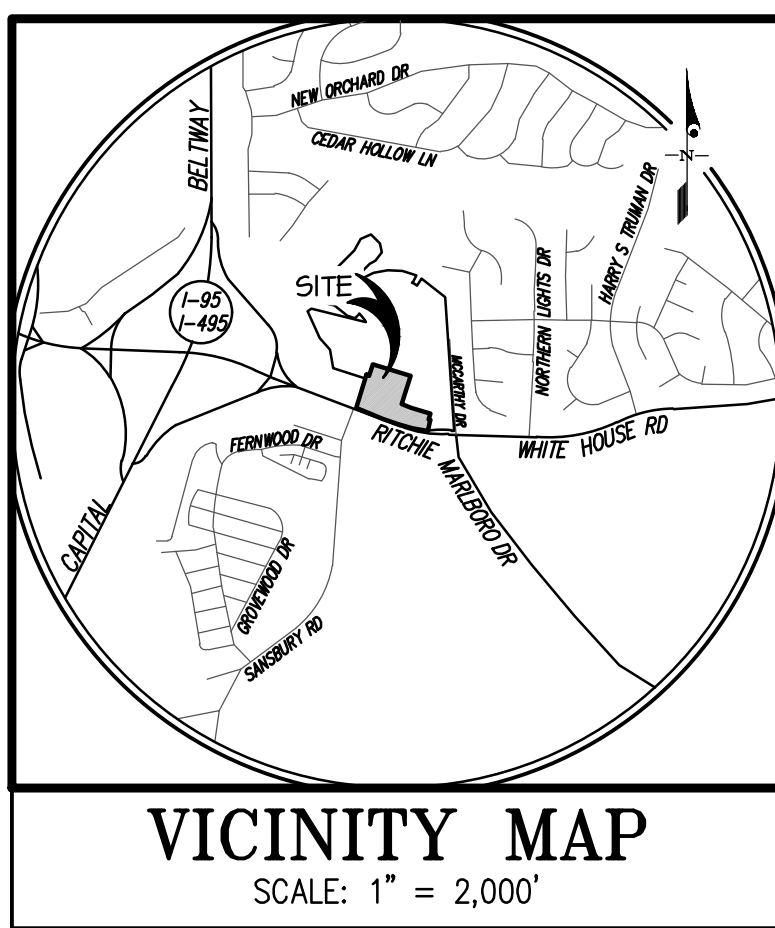 NEW ORCHARD DR
CEDAR HOLLOW LN
BELTWAY
N
HARRY S TRUMAN DR
SITE
NORTHERN LIGHTS DR
I-95
I-495
MCCARTHY DR
RITCHIE MARLBORO DR
WHITE HOUSE RD
FERNWOOD DR
CAPITAL
GROVEWOOD DR
SANSBURY RD
VICINITY MAP
SCALE: 1" = 2,000'